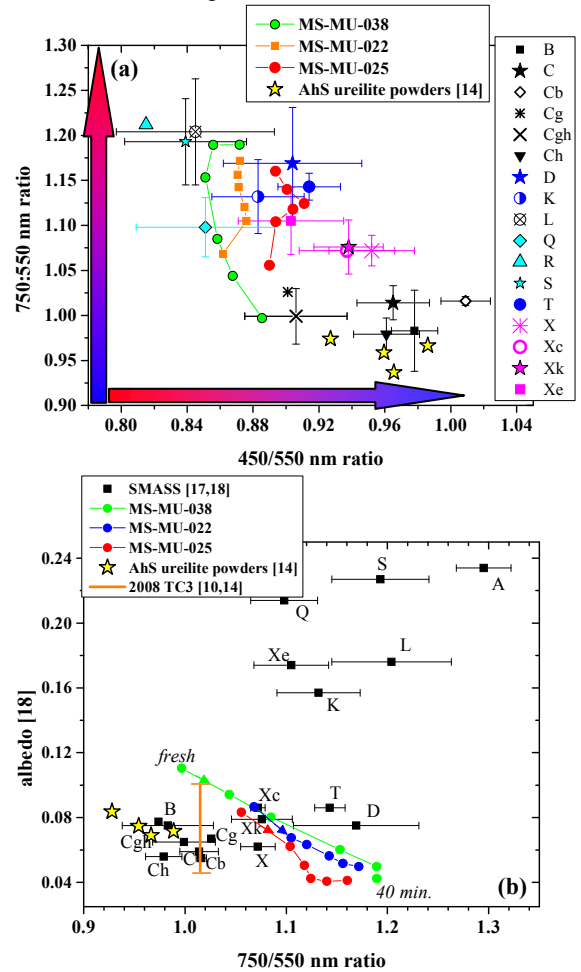 MS-MU-038
MS-MU-022
MS-MU-025
AhS ureilite powders [14]
(a)
750:550 nm ratio
1.30
1.25
1.20
1.15
1.10
1.05
1.00
0.95
0.90
0.80
0.84
0.88
0.92
0.96
1.00
1.04
450/550 nm ratio
B
C
Cb
Cg
Cgh
Ch
D
K
L
Q
R
S
T
X
Xc
Xk
Xe
SMASS [17,18]
MS-MU-038
MS-MU-022
MS-MU-025
AhS ureilite powders [14]
2008 TC3 [10,14]
albedo [18]
0.24
0.20
0.16
0.12
0.08
0.04
S
A
Q
Xe
L
K
fresh
B
Xc
T
D
Xk
Cg
Cgh
C
X
Ch
Cb
40 min.
(b)
0.9
1.0
1.1
1.2
1.3
750/550 nm ratio